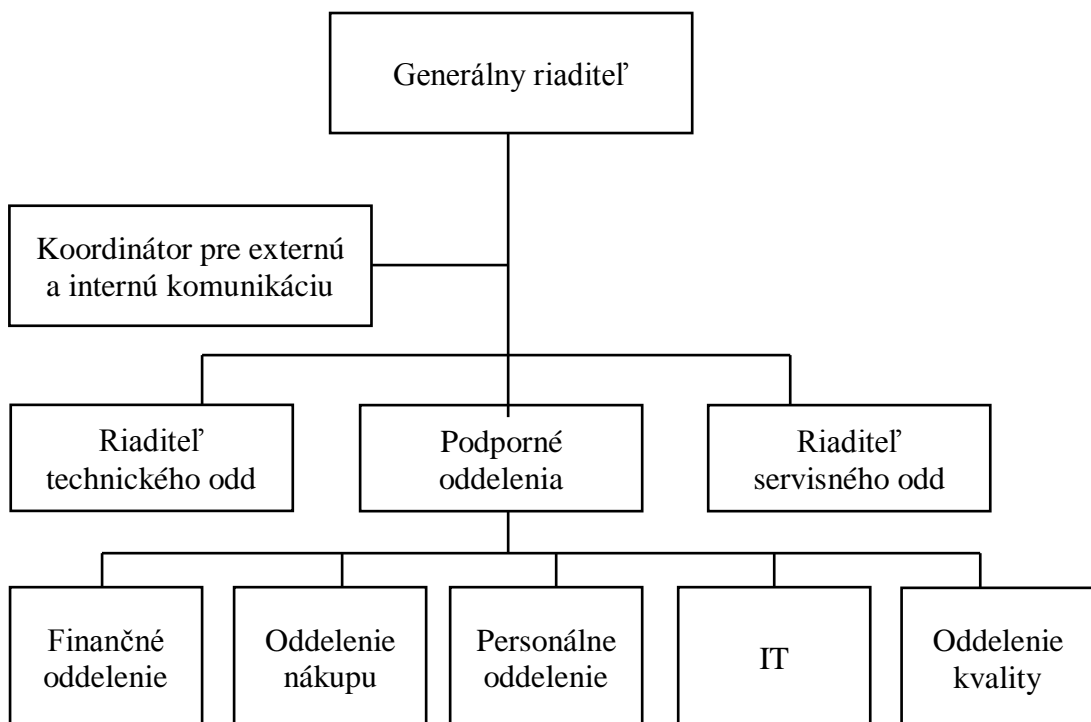 Generálny riaditeľ
Koordinátor pre externú
a internú komunikáciu
Riaditeľ
technického odd
Podporné
oddelenia
Riaditeľ
servisného odd
Finančné
oddelenie
Oddelenie
nákupu
Personálne
oddelenie
IT
Oddelenie
kvality